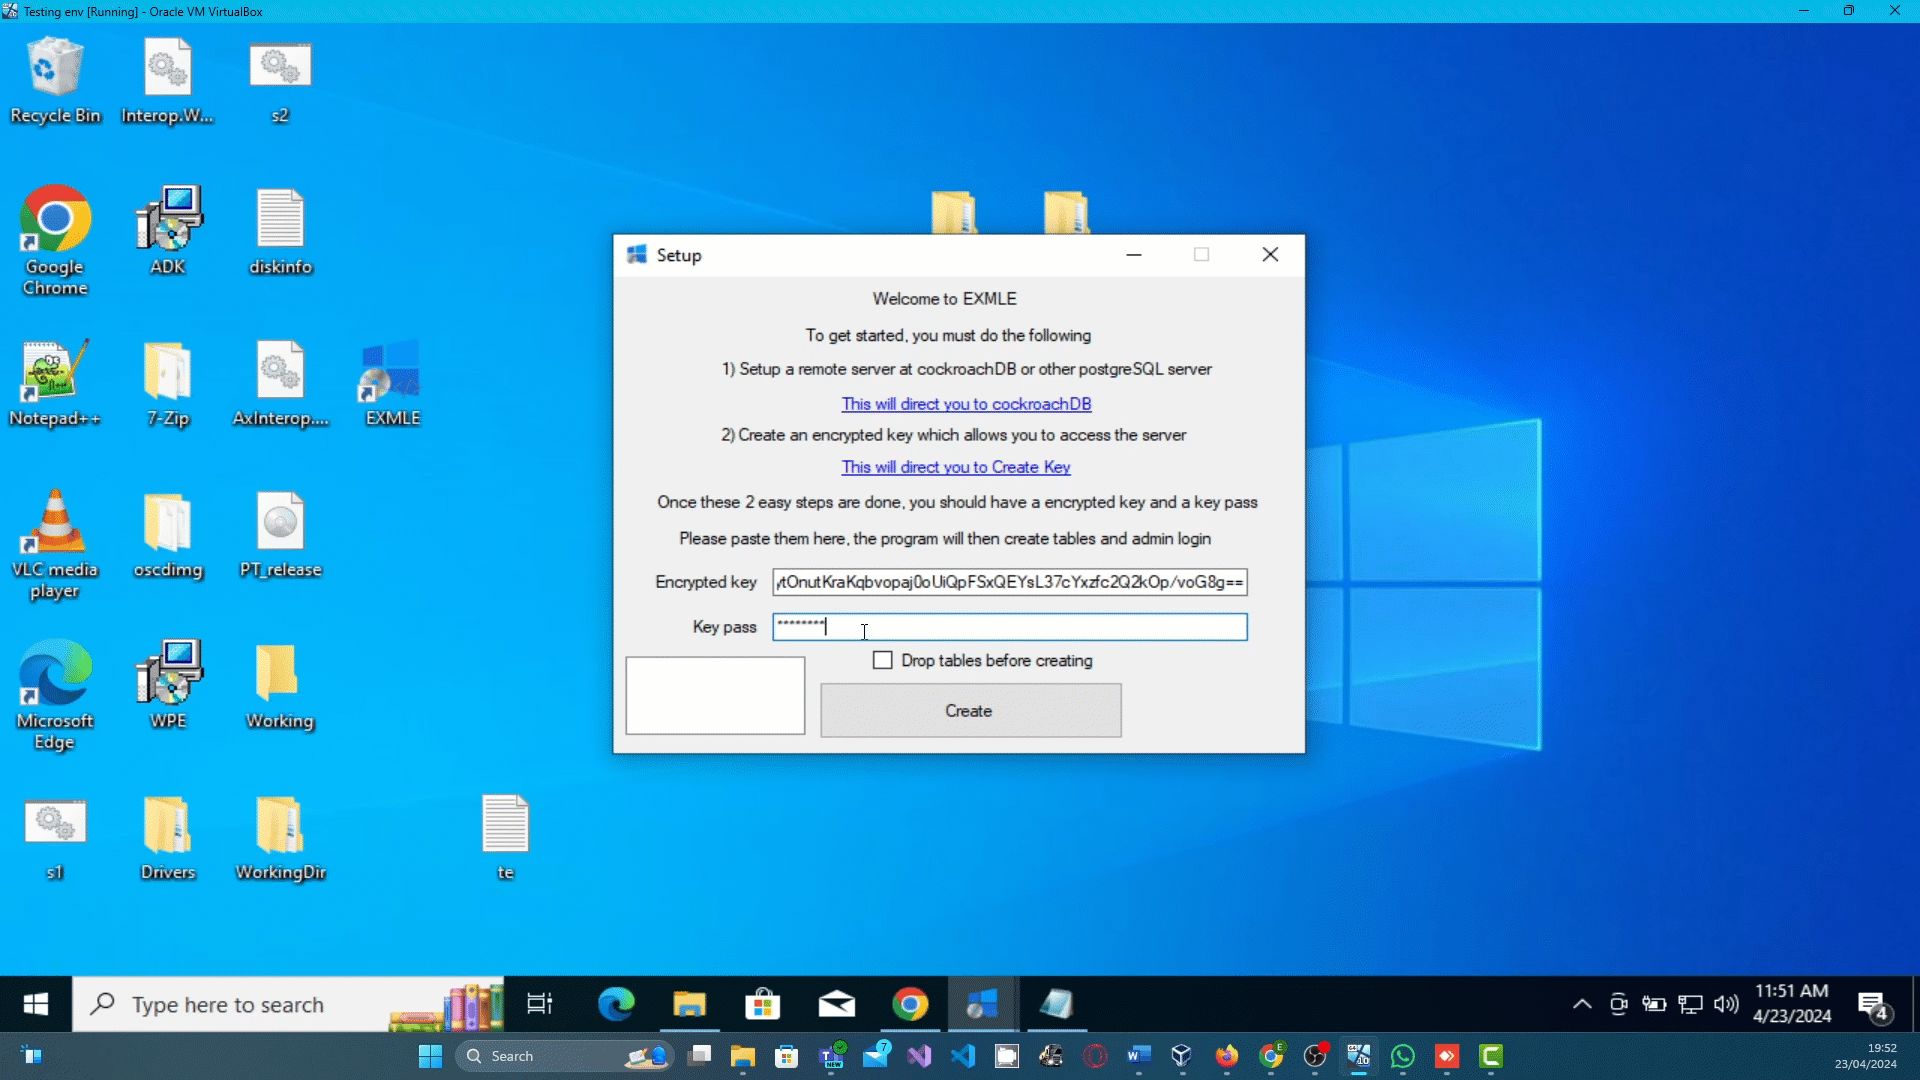 Testing env [Running] - Oracle VM VirtualBox
Recycle Bin
Interop.W...
s2
Google
Chrome
ADK
diskinfo
Notepad++
7-Zip
AxInterop....
EXMLE
VLC media
player
oscdimg
PT_release
Microsoft
Edge
WPE
Working
s1
Drivers
WorkingDir
te
Setup
Welcome to EXMLE
To get started, you must do the following
1) Setup a remote server at cockroachDB or other postgreSQL server
This will direct you to cockroachDB
2) Create an encrypted key which allows you to access the server
This will direct you to Create Key
Once these 2 easy steps are done, you should have a encrypted key and a key pass
Please paste them here, the program will then create tables and admin login
Encrypted key
Key pass ********
Drop tables before creating
Create
Type here to search
11:51 AM
4/23/2024
4
Search
NEW
7
19:52
23/04/2024